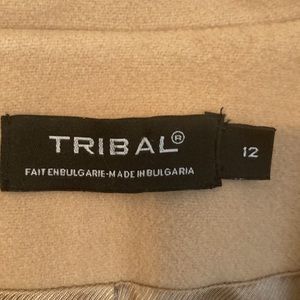 TRIBAL®
12
FAIT EN BULGARIE-MADE IN BULGARIA